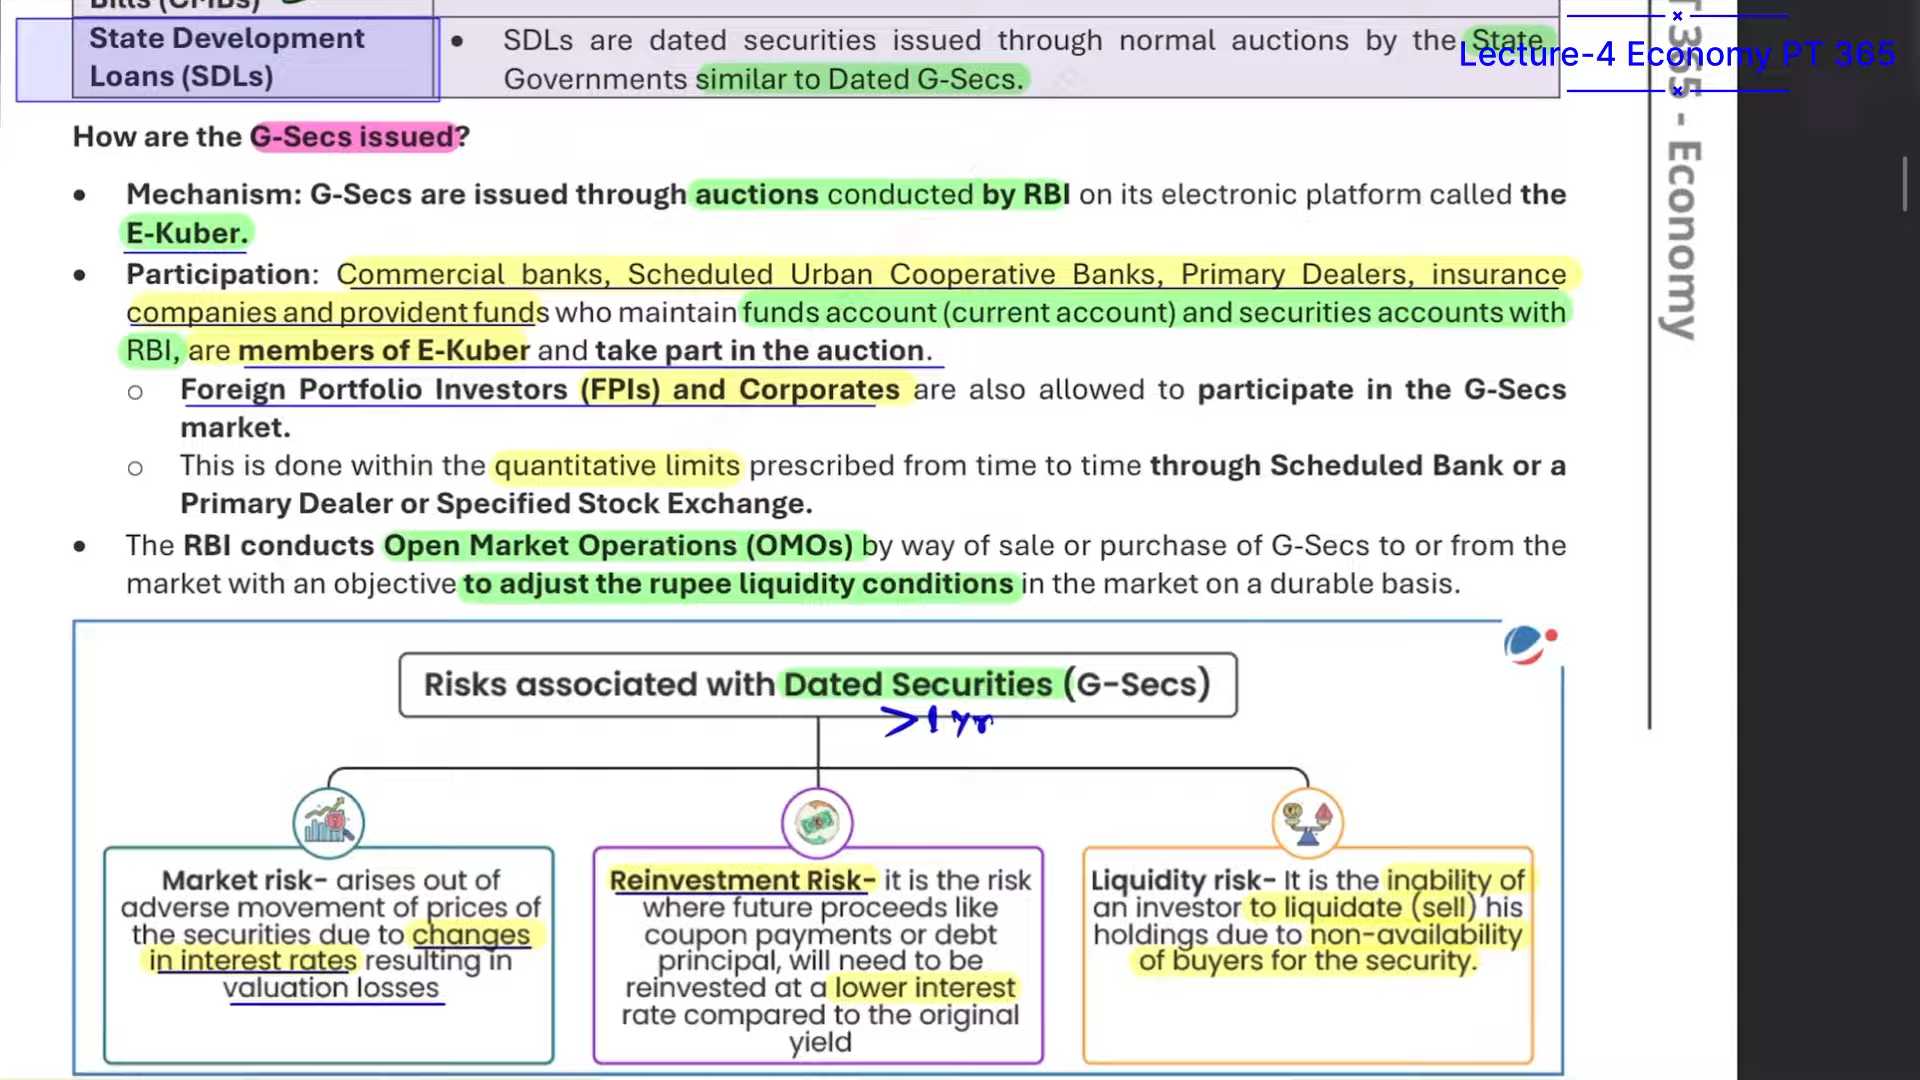 Bills (CMBs)
State Development
Loans (SDLs)
• SDLs are dated securities issued through normal auctions by the State
Governments similar to Dated G-Secs.
Lecture-4 Economy PT 365
PT 365 - Economy
How are the G-Secs issued?
• Mechanism: G-Secs are issued through auctions conducted by RBI on its electronic platform called the
E-Kuber.
• Participation: Commercial banks, Scheduled Urban Cooperative Banks, Primary Dealers, insurance
companies and provident funds who maintain funds account (current account) and securities accounts with
RBI, are members of E-Kuber and take part in the auction.
o Foreign Portfolio Investors (FPIs) and Corporates are also allowed to participate in the G-Secs
market.
o This is done within the quantitative limits prescribed from time to time through Scheduled Bank or a
Primary Dealer or Specified Stock Exchange.
• The RBI conducts Open Market Operations (OMOs) by way of sale or purchase of G-Secs to or from the
market with an objective to adjust the rupee liquidity conditions in the market on a durable basis.
Risks associated with Dated Securities (G-Secs)
>1 yr
Market risk- arises out of
adverse movement of prices of
the securities due to changes
in interest rates resulting in
valuation losses
Reinvestment Risk- it is the risk
where future proceeds like
coupon payments or debt
principal, will need to be
reinvested at a lower interest
rate compared to the original
yield
Liquidity risk- It is the inability of
an investor to liquidate (sell) his
holdings due to non-availability
of buyers for the security.